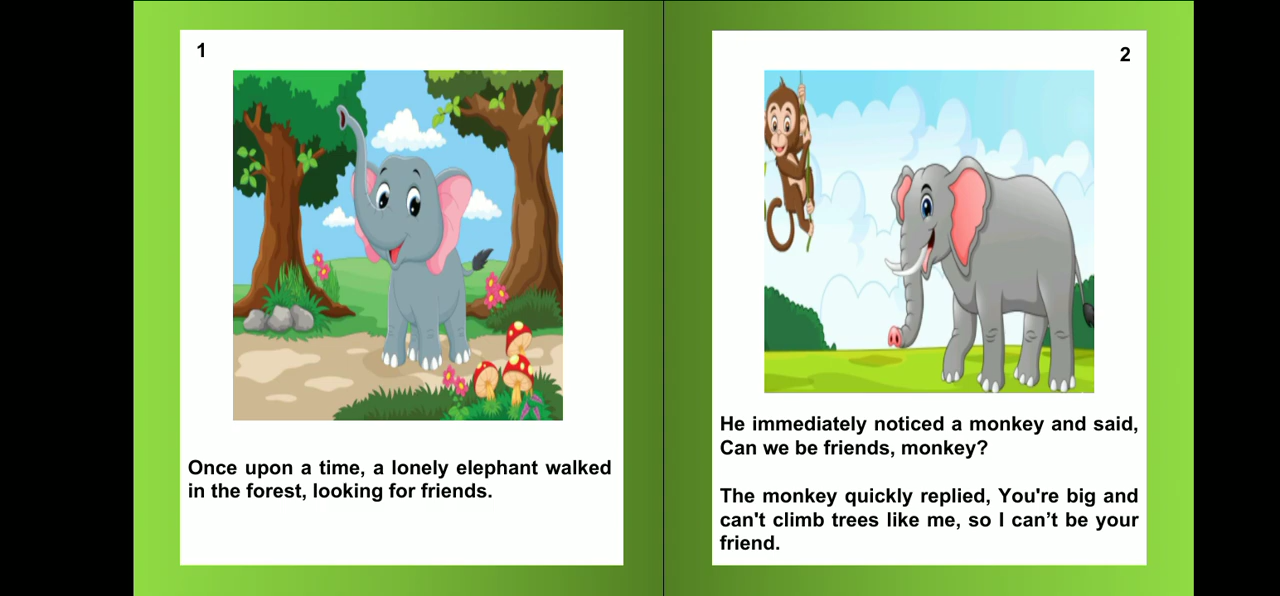 1
Once upon a time, a lonely elephant walked
in the forest, looking for friends.
2
He immediately noticed a monkey and said,
Can we be friends, monkey?
The monkey quickly replied, You're big and
can't climb trees like me, so I can’t be your
friend.